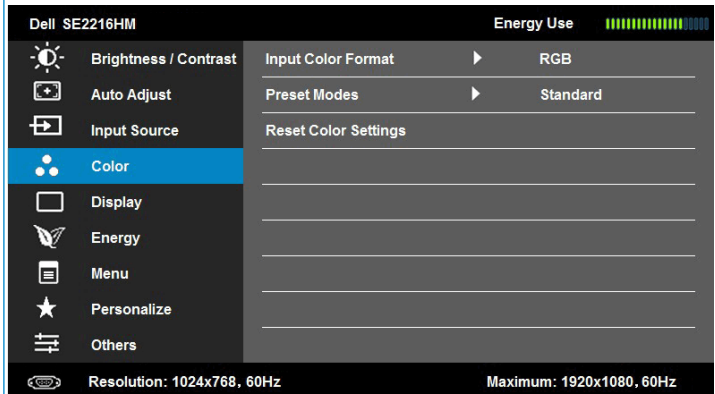 Dell SE2216HM Energy Use
Brightness / Contrast Input Color Format RGB
Auto Adjust Preset Modes Standard
Input Source Reset Color Settings
Color
Display
Energy
Menu
Personalize
Others
Resolution: 1024x768, 60Hz Maximum: 1920x1080, 60Hz